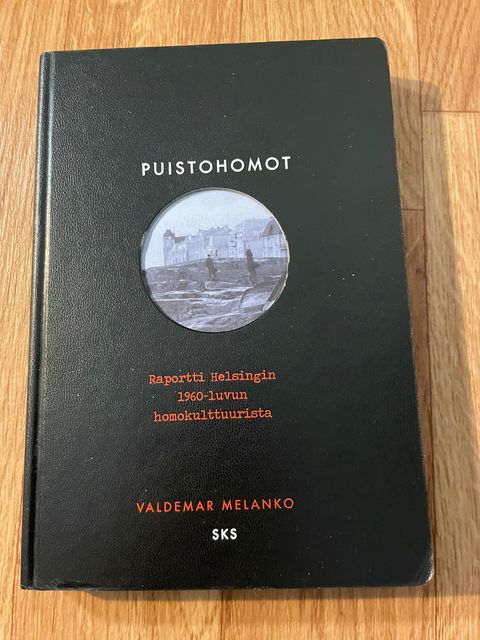 PUISTOHOMOT
Raportti Helsingin
1960-luvun
homokulttuurista
VALDEMAR MELANKO
SKS